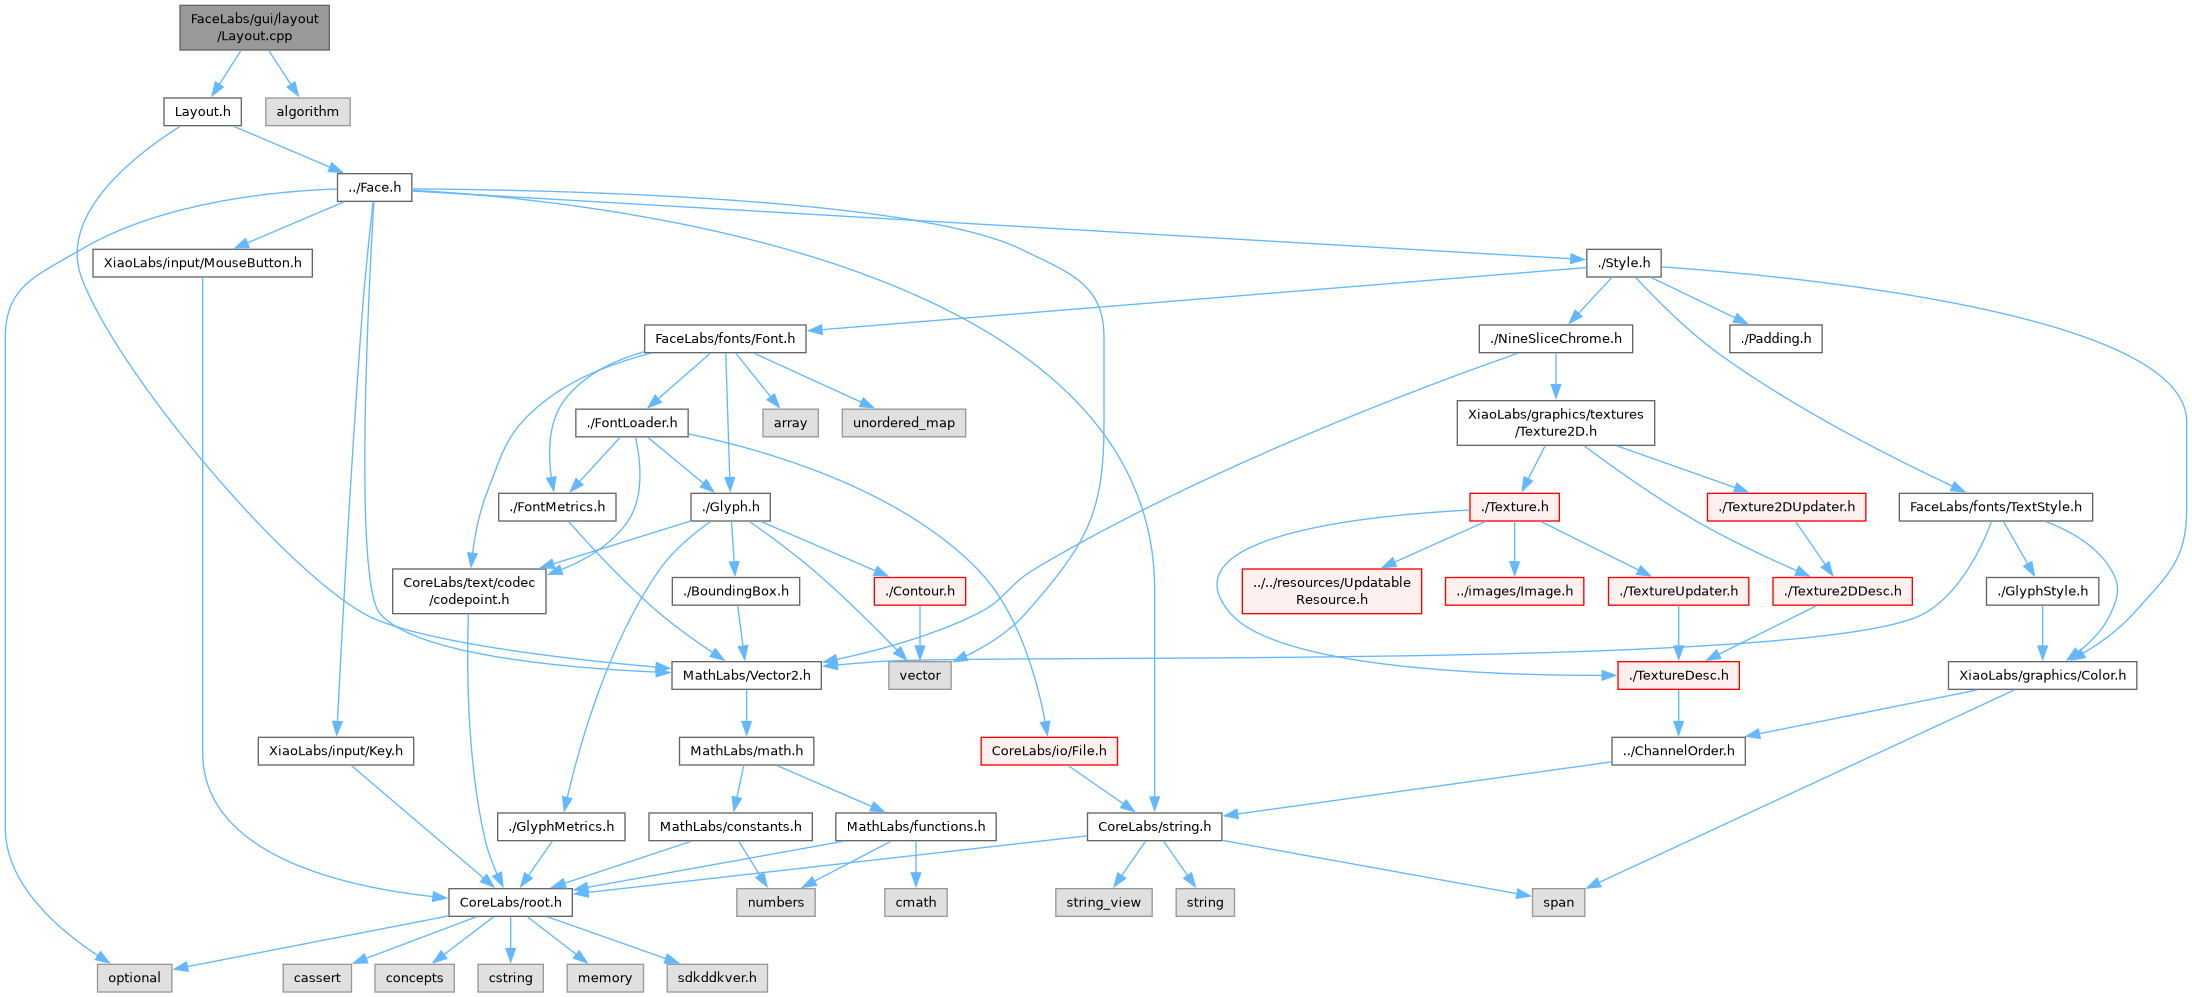 FaceLabs/gui/layout
/Layout.cpp
Layout.h
algorithm
../Face.h
XiaoLabs/input/MouseButton.h
./Style.h
FaceLabs/fonts/Font.h
./NineSliceChrome.h
./Padding.h
./FontLoader.h
array
unordered_map
XiaoLabs/graphics/textures
/Texture2D.h
./FontMetrics.h
./Glyph.h
./Texture.h
./Texture2DUpdater.h
FaceLabs/fonts/TextStyle.h
CoreLabs/text/codec
/codepoint.h
./BoundingBox.h
./Contour.h
../../resources/Updatable
Resource.h
../images/Image.h
./TextureUpdater.h
./Texture2DDesc.h
./GlyphStyle.h
MathLabs/Vector2.h
vector
./TextureDesc.h
XiaoLabs/graphics/Color.h
XiaoLabs/input/Key.h
MathLabs/math.h
CoreLabs/io/File.h
../ChannelOrder.h
./GlyphMetrics.h
MathLabs/constants.h
MathLabs/functions.h
CoreLabs/string.h
CoreLabs/root.h
numbers
cmath
string_view
string
span
optional
cassert
concepts
cstring
memory
sdkddkver.h